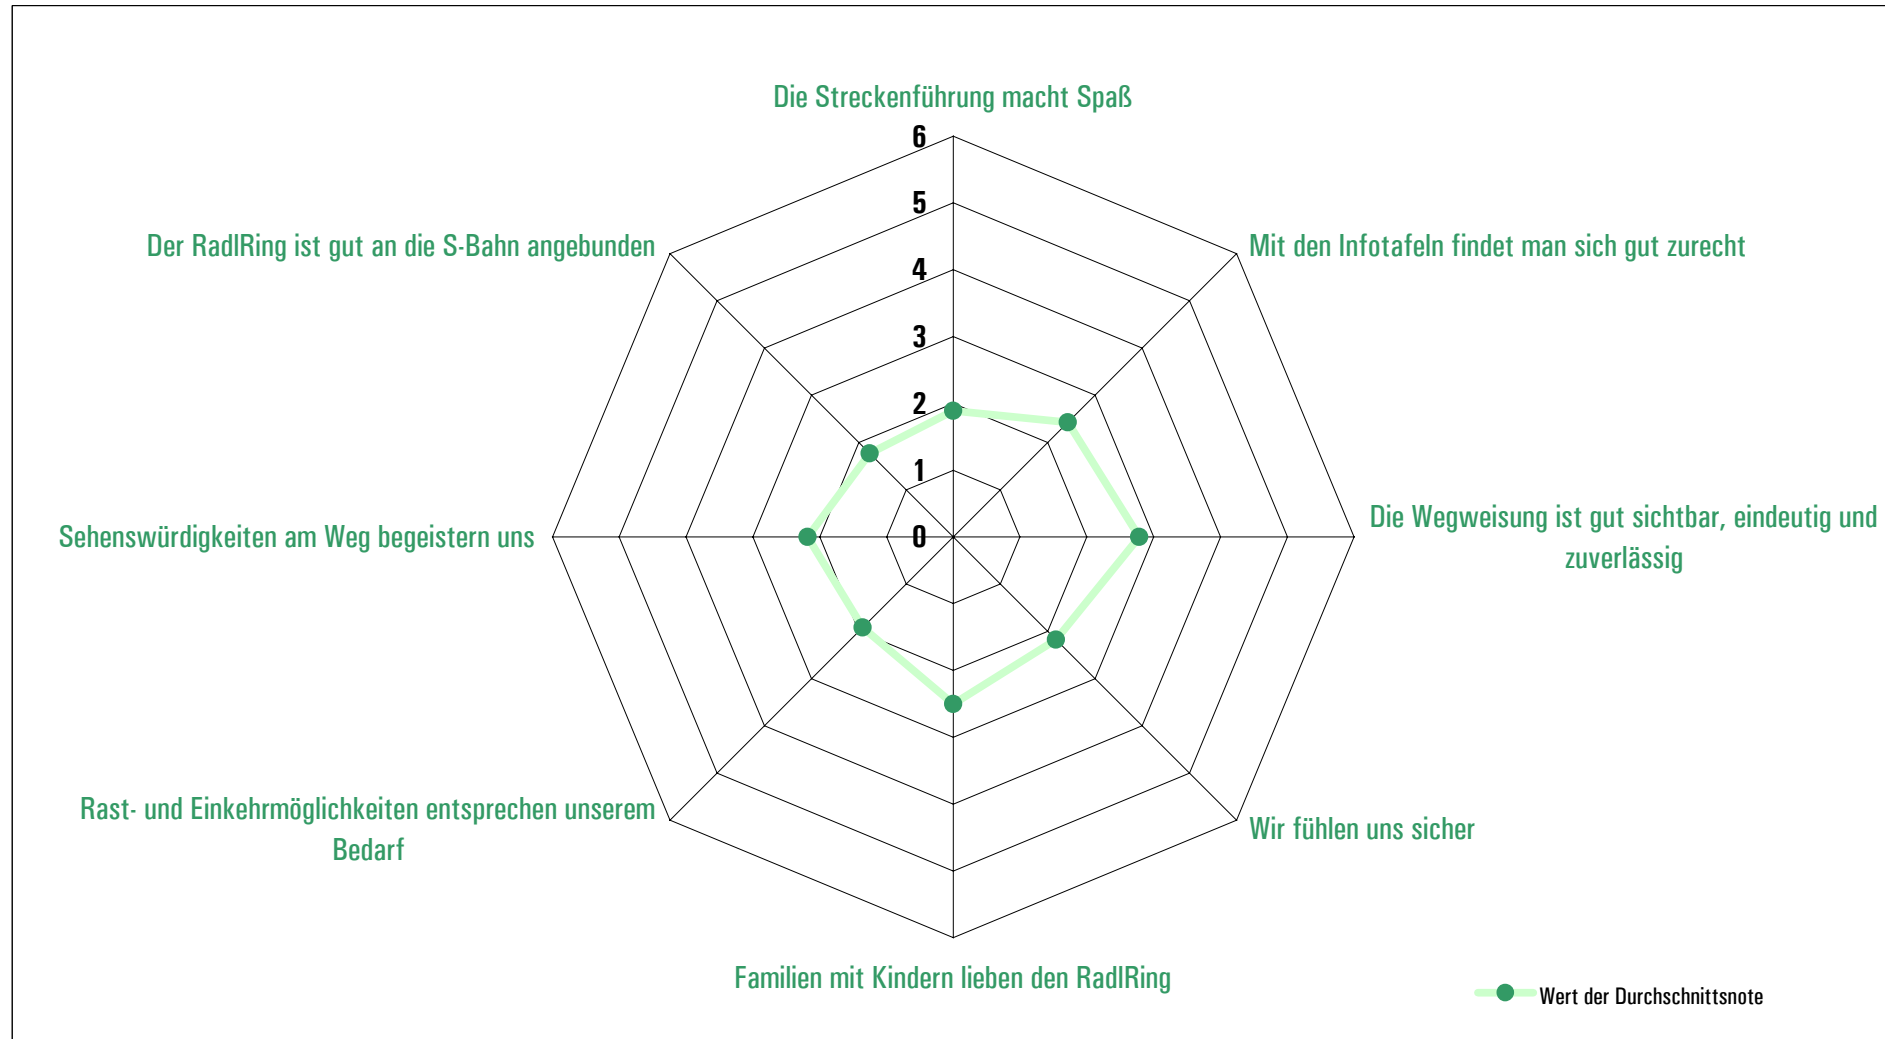 Die Streckenführung macht Spaß
6
5
Der RadlRing ist gut an die S-Bahn angebunden
Mit den Infotafeln findet man sich gut zurecht
4
3
2
1
0
Sehenswürdigkeiten am Weg begeistern uns
Die Wegweisung ist gut sichtbar, eindeutig und
zuverlässig
Rast- und Einkehrmöglichkeiten entsprechen unserem
Bedarf
Wir fühlen uns sicher
Familien mit Kindern lieben den RadlRing
Wert der Durchschnittsnote